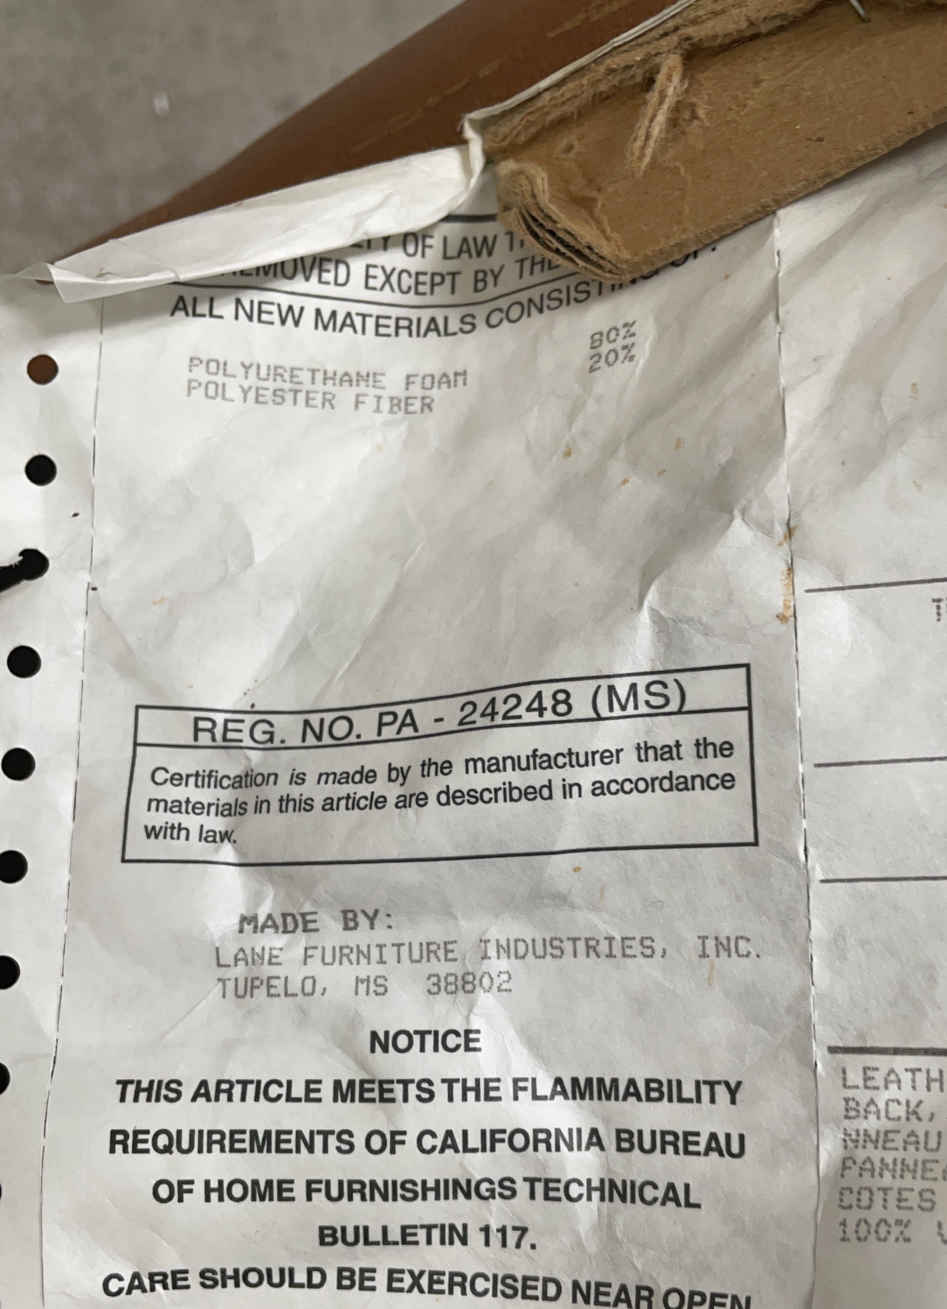 OF LAW
REMOVED EXCEPT BY THE
ALL NEW MATERIALS CONSISTING OF
POLYURETHANE FOAM 80%
POLYESTER FIBER 20%
REG. NO. PA - 24248 (MS)
Certification is made by the manufacturer that the
materials in this article are described in accordance
with law.
MADE BY:
LANE FURNITURE INDUSTRIES, INC.
TUPELO, MS 38802
NOTICE
THIS ARTICLE MEETS THE FLAMMABILITY
REQUIREMENTS OF CALIFORNIA BUREAU
OF HOME FURNISHINGS TECHNICAL
BULLETIN 117.
CARE SHOULD BE EXERCISED NEAR OPEN
LEATH
BACK,
NNEAU
PANNE
COTES
100%